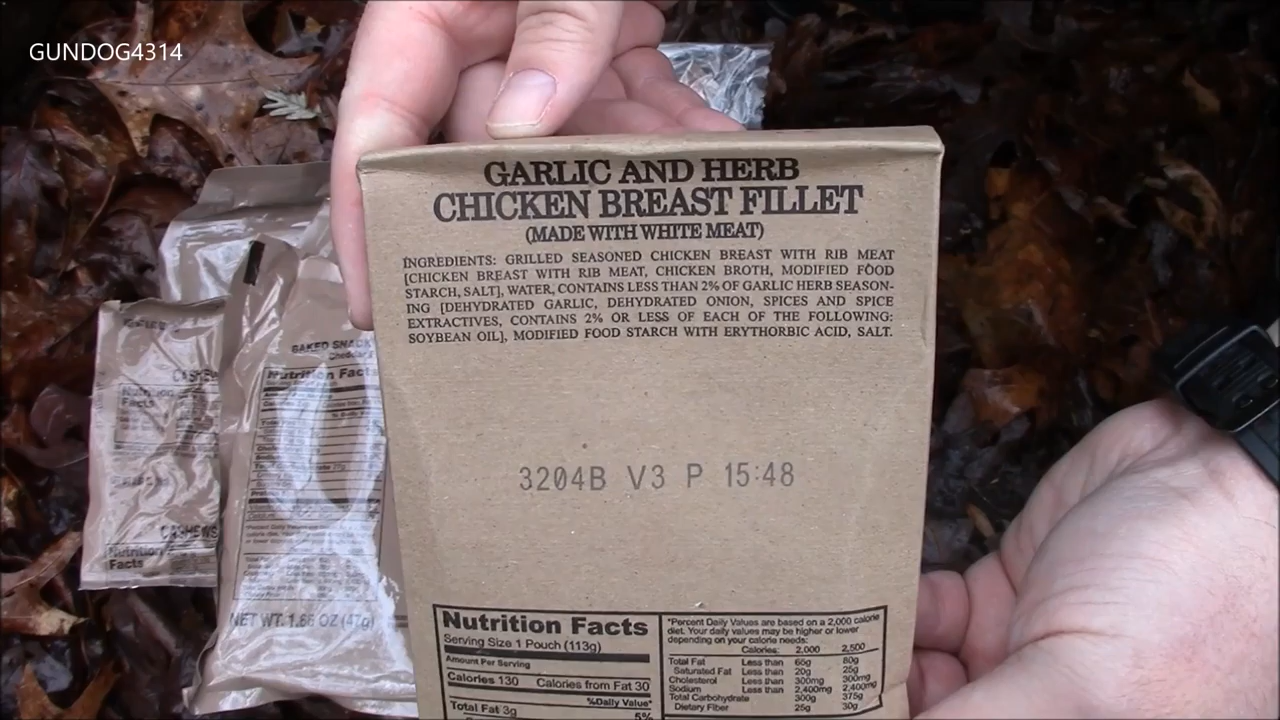 GUNDOG4314
GARLIC AND HERB
CHICKEN BREAST FILLET
(MADE WITH WHITE MEAT)
INGREDIENTS: GRILLED SEASONED CHICKEN BREAST WITH RIB MEAT
[CHICKEN BREAST WITH RIB MEAT, CHICKEN BROTH, MODIFIED FOOD
STARCH, SALT], WATER, CONTAINS LESS THAN 2% OF GARLIC HERB SEASON-
ING [DEHYDRATED GARLIC, DEHYDRATED ONION, SPICES AND SPICE
EXTRACTIVES, CONTAINS 2% OR LESS OF EACH OF THE FOLLOWING:
SOYBEAN OIL], MODIFIED FOOD STARCH WITH ERYTHORBIC ACID, SALT.
3204B V3 P 15:48
Nutrition Facts
Serving Size 1 Pouch (113g)
Amount Per Serving
Calories 130 Calories from Fat 30
%Daily Value*
Total Fat 3g 5%
*Percent Daily Values are based on a 2,000 calorie
diet. Your daily values may be higher or lower
depending on your calorie needs:
Calories: 2,000 2,500
Total Fat Less than 65g 80g
Saturated Fat Less than 20g 25g
Cholesterol Less than 300mg 300mg
Sodium Less than 2,400mg 2,400mg
Total Carbohydrate 300g 375g
Dietary Fiber 25g 30g
CASHEWS
Nutrition
Facts
CASHEWS
Nutrition
Facts
BAKED SNACK
Cheddar
Nutrition Facts
NET WT. 1.66 OZ (47g)